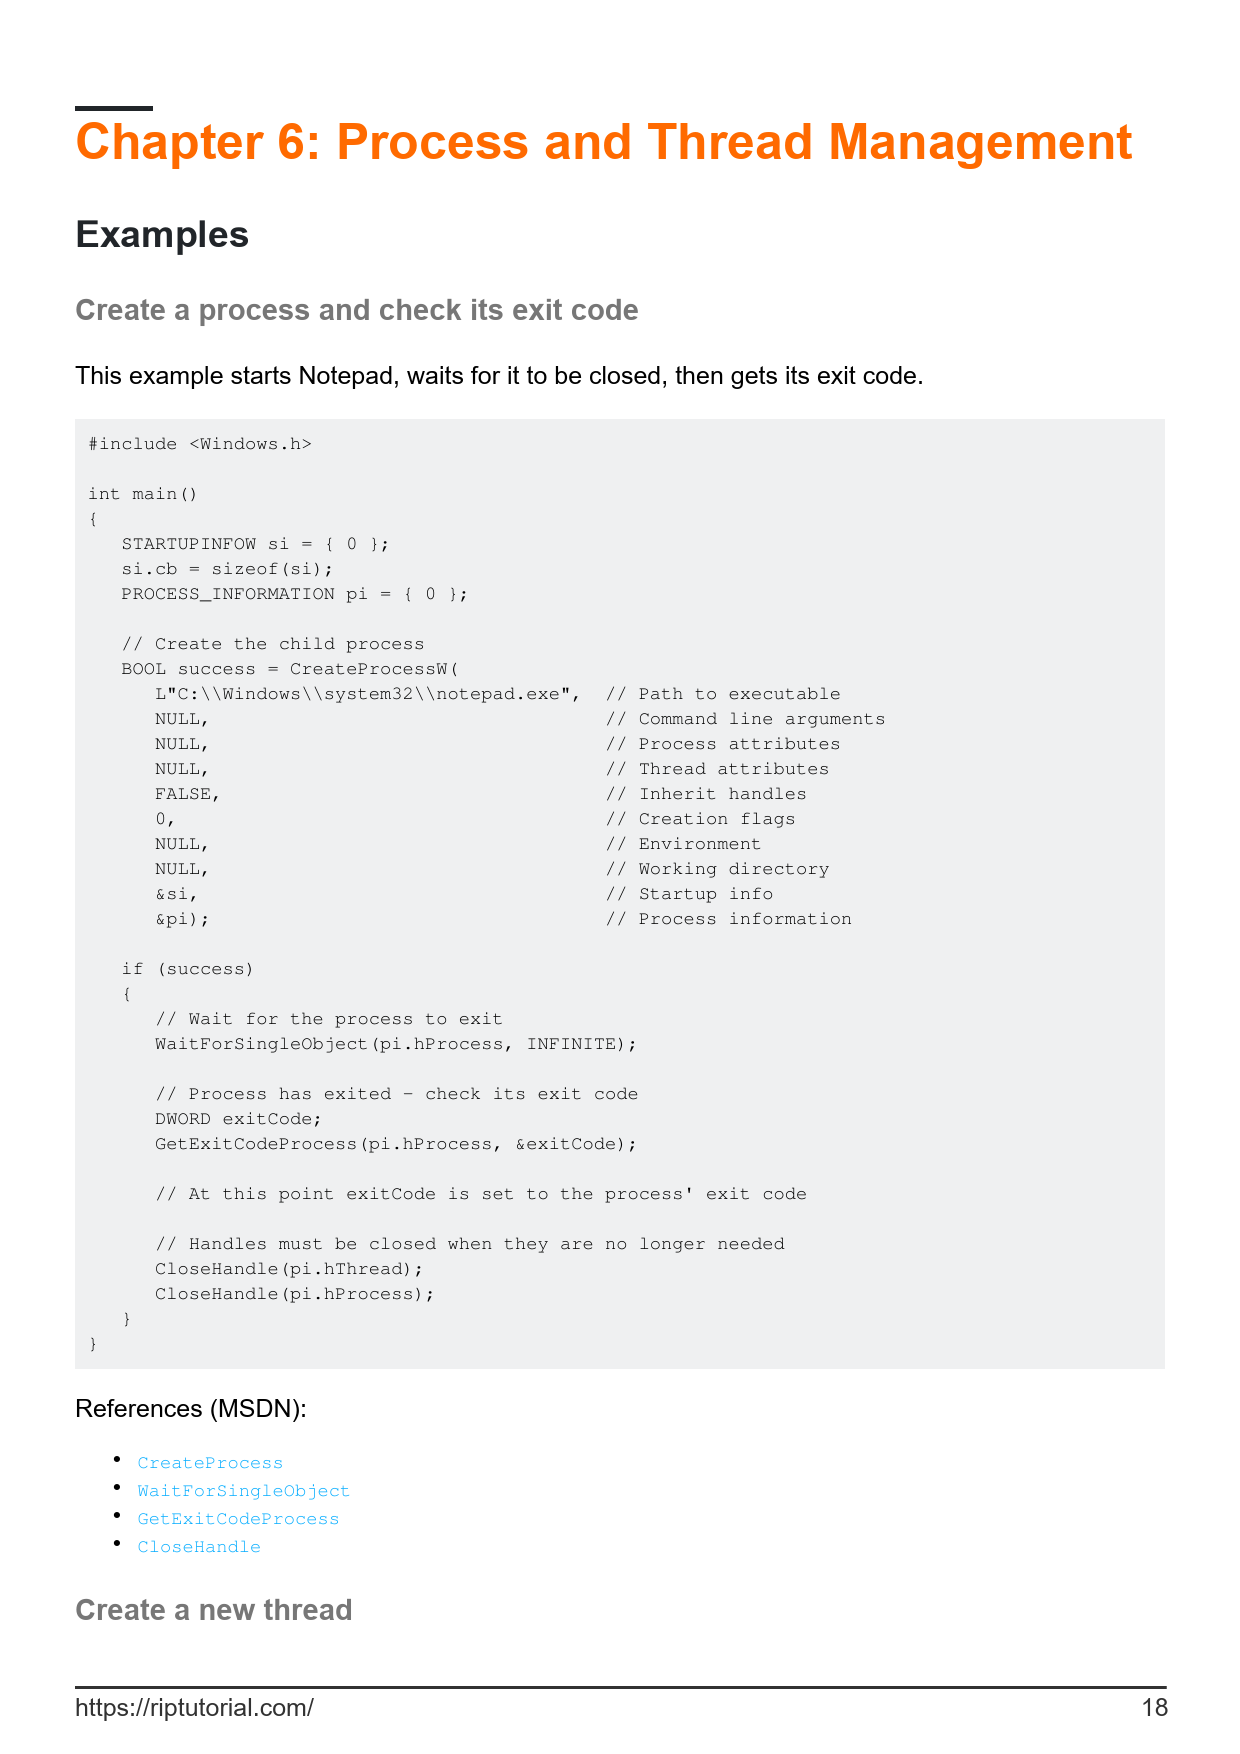 Chapter 6: Process and Thread Management
Examples
Create a process and check its exit code
This example starts Notepad, waits for it to be closed, then gets its exit code.
#include <Windows.h>
int main()
{
   STARTUPINFOW si = { 0 };
   si.cb = sizeof(si);
   PROCESS_INFORMATION pi = { 0 };
   // Create the child process
   BOOL success = CreateProcessW(
      L"C:\\Windows\\system32\\notepad.exe",  // Path to executable
      NULL,                                   // Command line arguments
      NULL,                                   // Process attributes
      NULL,                                   // Thread attributes
      FALSE,                                  // Inherit handles
      0,                                      // Creation flags
      NULL,                                   // Environment
      NULL,                                   // Working directory
      &si,                                    // Startup info
      &pi);                                   // Process information
   if (success)
   {
      // Wait for the process to exit
      WaitForSingleObject(pi.hProcess, INFINITE);
      // Process has exited - check its exit code
      DWORD exitCode;
      GetExitCodeProcess(pi.hProcess, &exitCode);
      // At this point exitCode is set to the process' exit code
      // Handles must be closed when they are no longer needed
      CloseHandle(pi.hThread);
      CloseHandle(pi.hProcess);
   }
}
References (MSDN):
• CreateProcess
• WaitForSingleObject
• GetExitCodeProcess
• CloseHandle
Create a new thread
https://riptutorial.com/ 18